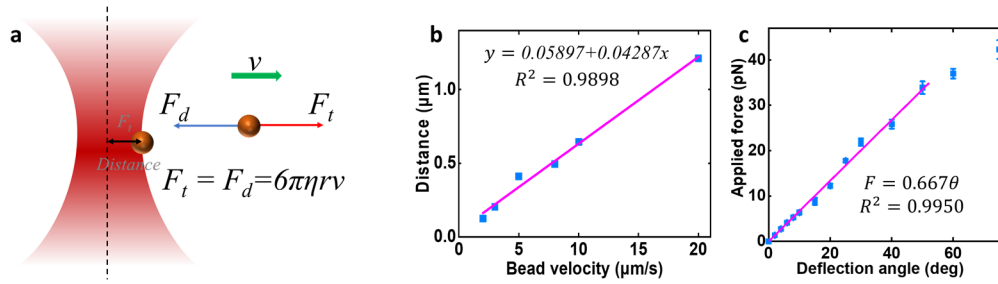 a
v
F_d
F_t
F_t
Distance
F_t = F_d=6πηrv
b
y = 0.05897+0.04287x
R² = 0.9898
Distance (μm)
1.0
0.5
0.0
0 5 10 15 20
Bead velocity (μm/s)
c
Applied force (pN)
40
30
20
10
0
F = 0.667θ
R² = 0.9950
0 20 40 60
Deflection angle (deg)